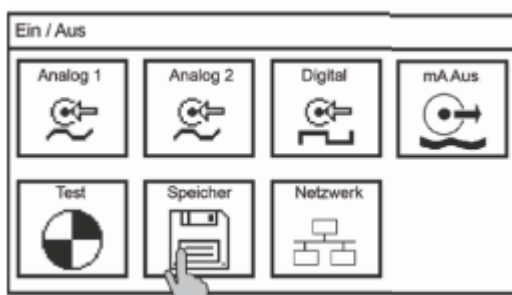 Ein / Aus
Analog 1 Analog 2 Digital mA Aus
Test Speicher Netzwerk